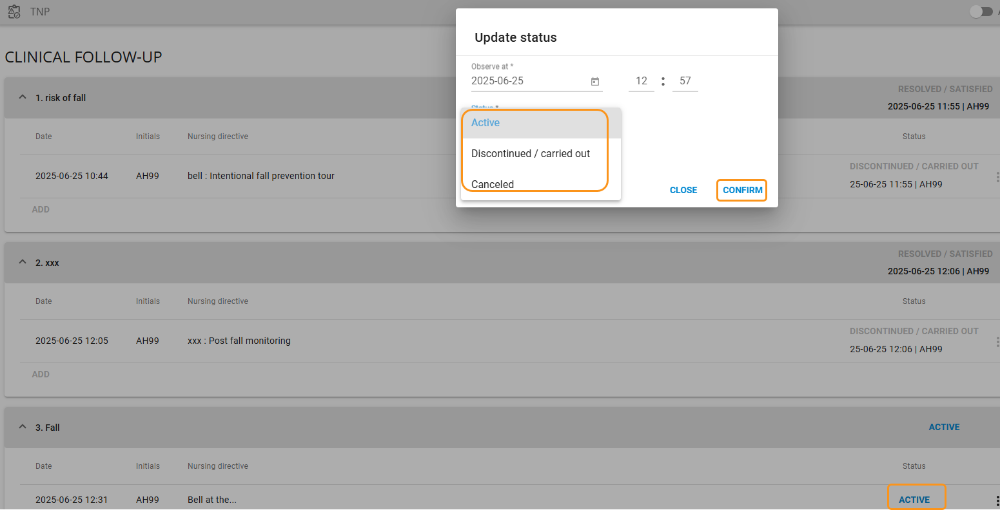 TNP
Update status
CLINICAL FOLLOW-UP
Observe at *
2025-06-25 12 : 57
RESOLVED / SATISFIED
1. risk of fall
2025-06-25 11:55 | AH99
Status *
Active
Discontinued / carried out
Canceled
CLOSE CONFIRM
Date Initials Nursing directive Status
2025-06-25 10:44 AH99 bell : Intentional fall prevention tour
DISCONTINUED / CARRIED OUT
25-06-25 11:55 | AH99
ADD
RESOLVED / SATISFIED
2. xxx
2025-06-25 12:06 | AH99
Date Initials Nursing directive Status
DISCONTINUED / CARRIED OUT
2025-06-25 12:05 AH99 xxx : Post fall monitoring
25-06-25 12:06 | AH99
ADD
3. Fall ACTIVE
Date Initials Nursing directive Status
2025-06-25 12:31 AH99 Bell at the... ACTIVE